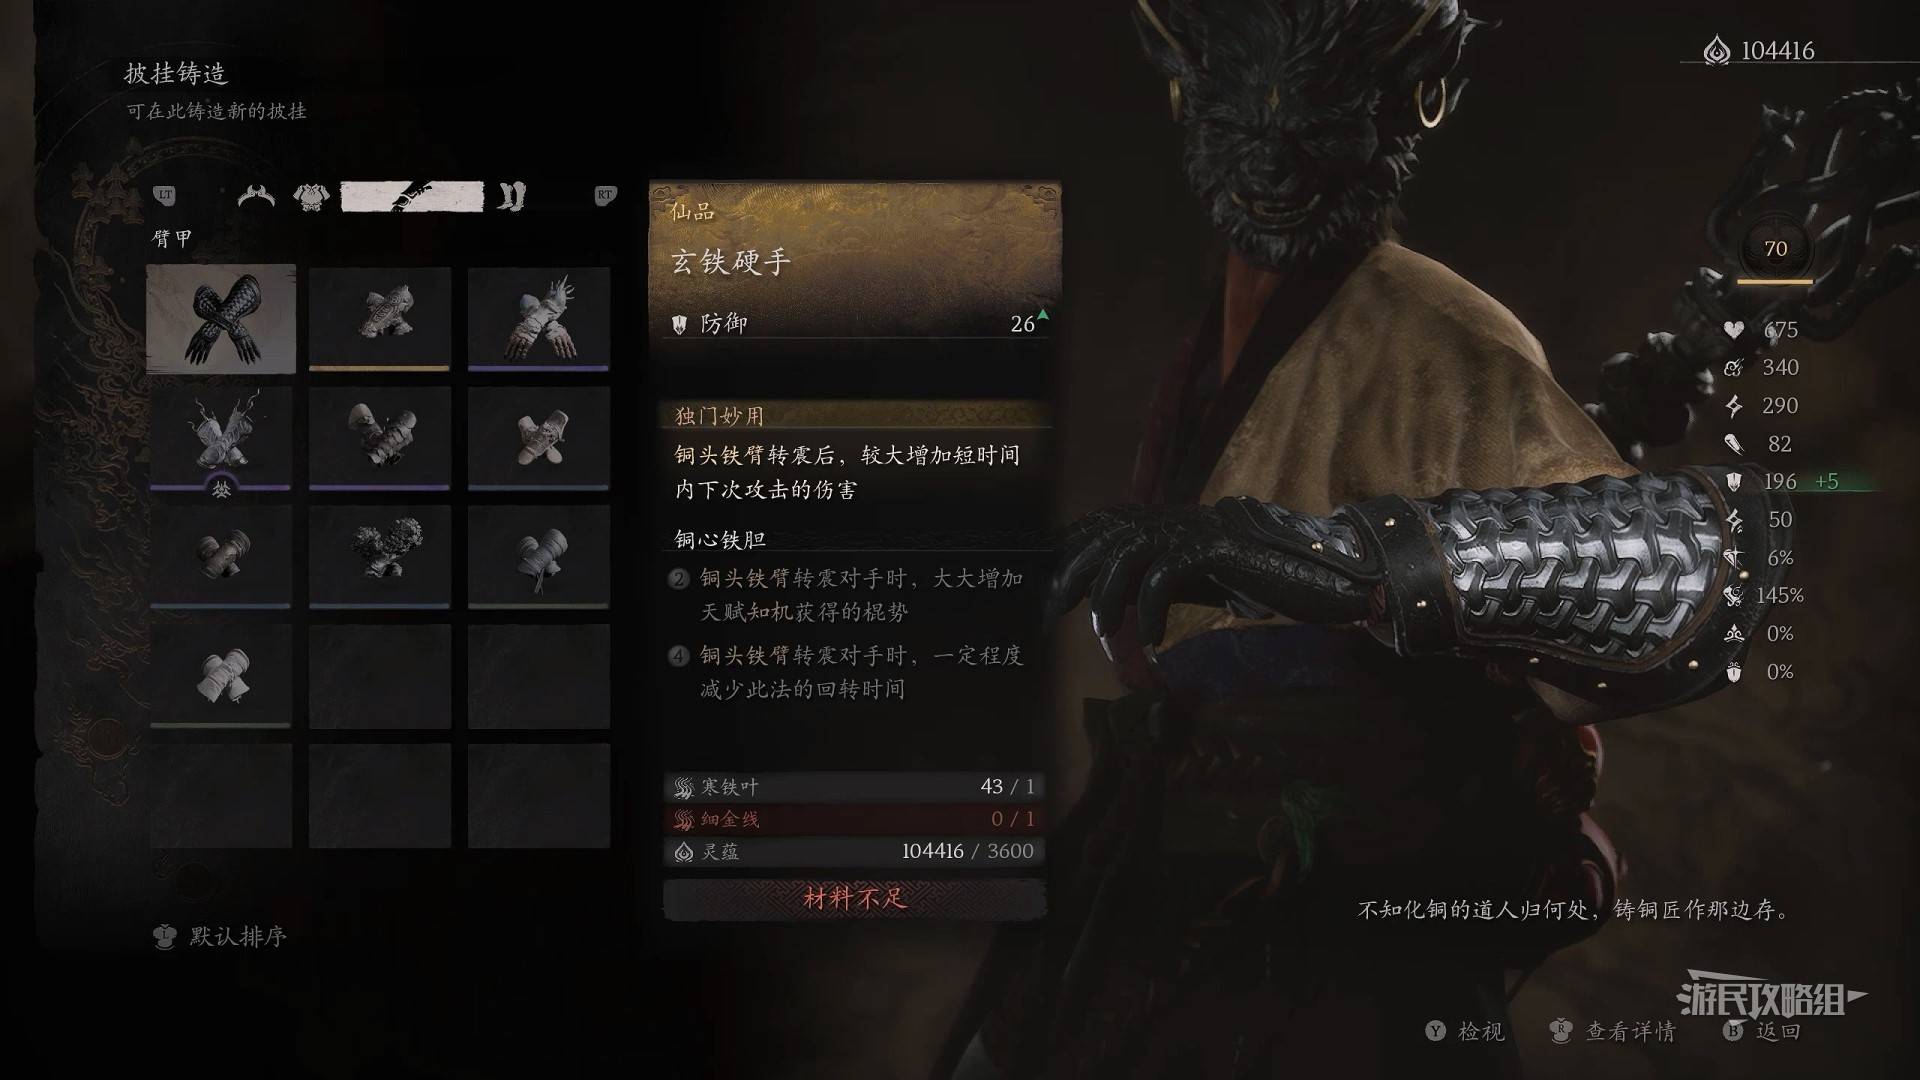 披挂铸造
可在此铸造新的披挂
104416
LT
RT
臂甲
仙品
玄铁硬手
防御 26
独门妙用
铜头铁臂转震后，较大增加短时间
内下次攻击的伤害
铜心铁胆
2 铜头铁臂转震对手时，大大增加
天赋知机获得的棍势
4 铜头铁臂转震对手时，一定程度
减少此法的回转时间
寒铁叶 43 / 1
细金线 0 / 1
灵蕴 104416 / 3600
材料不足
L 默认排序
70
675
340
290
82
196 +5
50
6%
145%
0%
0%
不知化铜的道人归何处，铸铜匠作那边存。
游民攻略组
Y 检视
R 查看详情
B 返回